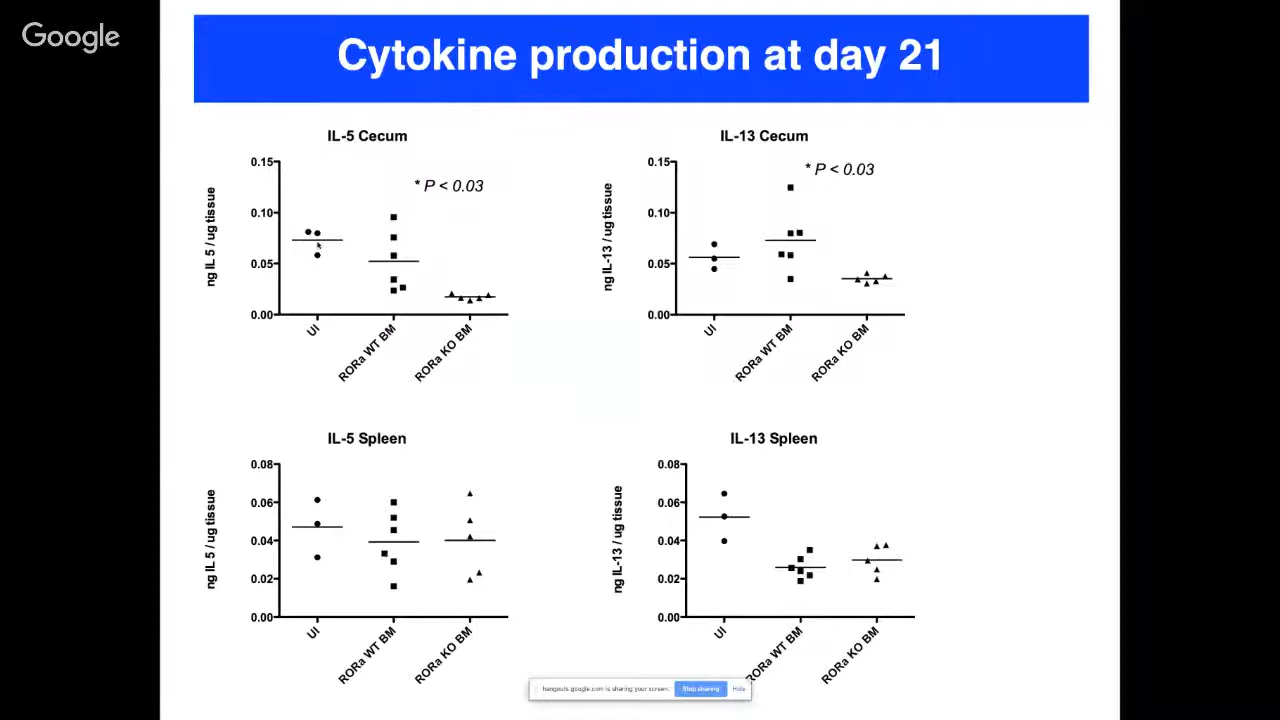 Google
Cytokine production at day 21
IL-5 Cecum
ng IL 5 / ug tissue
0.15
0.10
0.05
0.00
* P < 0.03
UI
RORa WT BM
RORa KO BM
IL-13 Cecum
ng IL-13 / ug tissue
0.15
0.10
0.05
0.00
* P < 0.03
UI
RORa WT BM
RORa KO BM
IL-5 Spleen
ng IL 5 / ug tissue
0.08
0.06
0.04
0.02
0.00
UI
RORa WT BM
RORa KO BM
IL-13 Spleen
ng IL-13 / ug tissue
0.08
0.06
0.04
0.02
0.00
UI
RORa WT BM
RORa KO BM
hangouts.google.com is sharing your screen.
Stop sharing
Hide